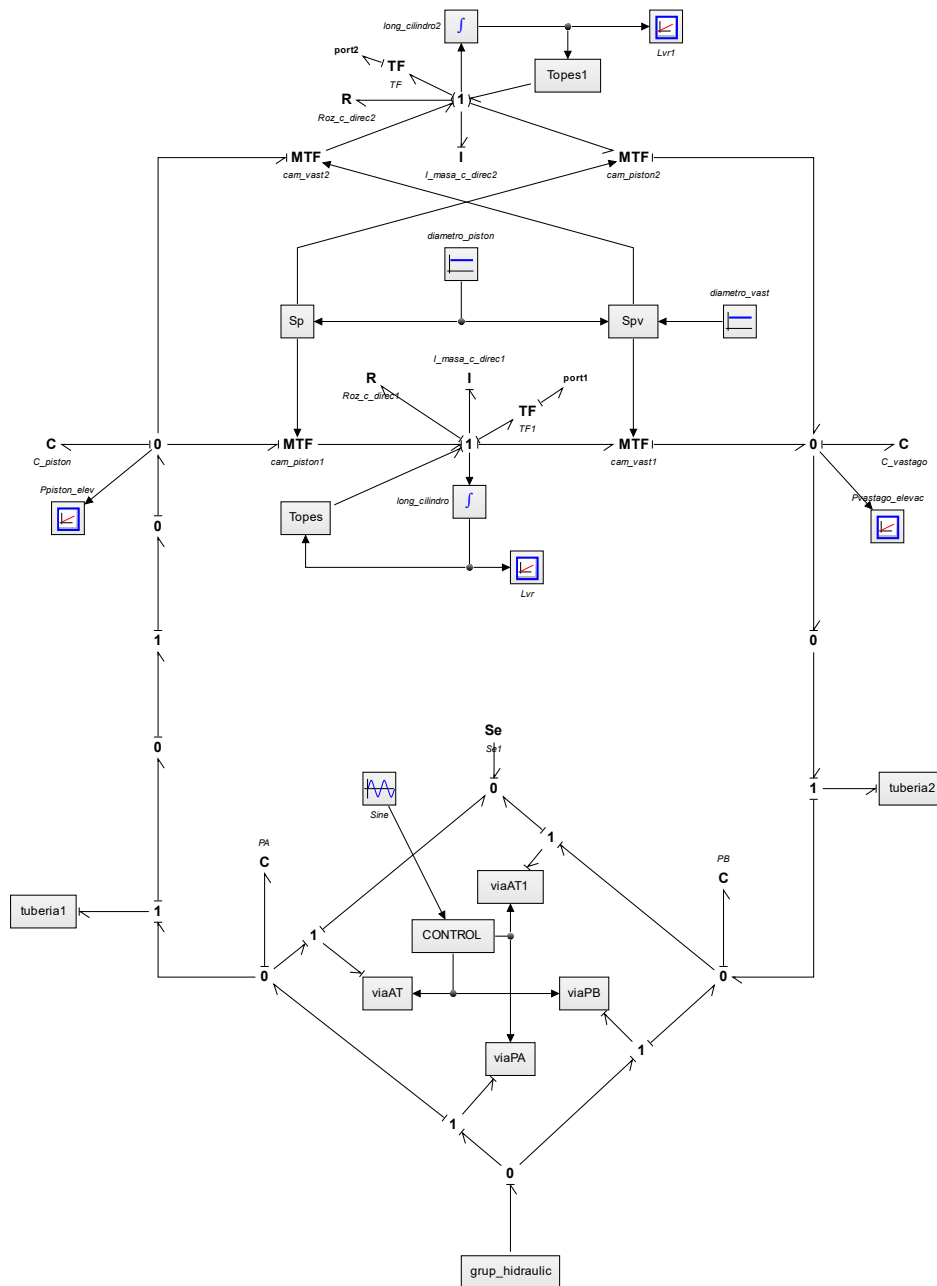 long_cilindro2
∫
Lvr1
port2
TF
TF
Topes1
R
1
Roz_c_direc2
I
I_masa_c_direc2
MTF
cam_vast2
MTF
cam_piston2
diametro_piston
diametro_vast
Sp
Spv
I_masa_c_direc1
R
I
port1
Roz_c_direc1
TF
TF1
C
0
MTF
1
MTF
0
C
C_piston
cam_piston1
cam_vast1
C_vastago
Ppiston_elev
Topes
long_cilindro
∫
Pvastago_elevac
0
Lvr
1
0
Se
Se1
0
0
1
tuberia2
Sine
1
PA
C
viaAT1
PB
C
tuberia1
1
1
CONTROL
0
0
viaAT
viaPB
viaPA
1
1
0
grup_hidraulic